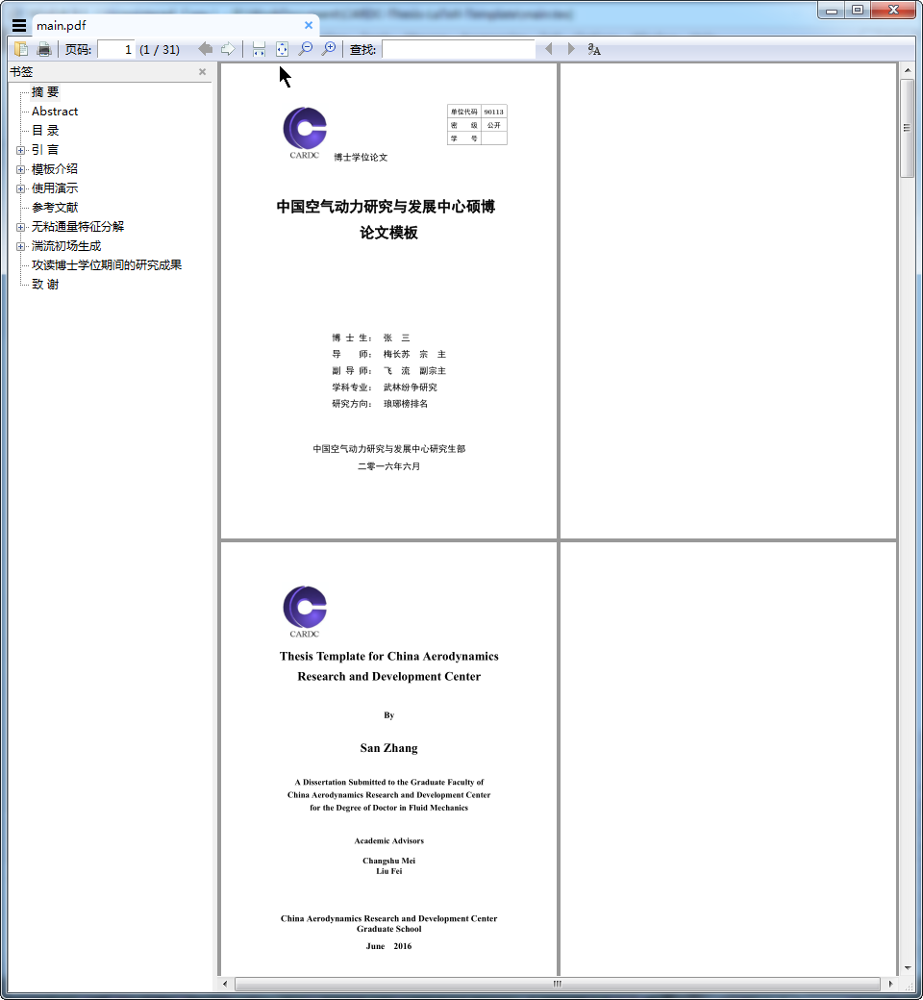 main.pdf
页码: 1 (1 / 31) 查找:
书签
摘 要
Abstract
目 录
引 言
模板介绍
使用演示
参考文献
无粘通量特征分解
湍流初场生成
攻读博士学位期间的研究成果
致 谢
单位代码 90113
密 级 公开
学 号
CARDC
博士学位论文
中国空气动力研究与发展中心硕博
论文模板
博 士 生: 张 三
导 师: 梅长苏 宗 主
副 导 师: 飞 流 副宗主
学科专业: 武林纷争研究
研究方向: 琅琊榜排名
中国空气动力研究与发展中心研究生部
二零一六年六月
CARDC
Thesis Template for China Aerodynamics
Research and Development Center
By
San Zhang
A Dissertation Submitted to the Graduate Faculty of
China Aerodynamics Research and Development Center
for the Degree of Doctor in Fluid Mechanics
Academic Advisors
Changshu Mei
Liu Fei
China Aerodynamics Research and Development Center
Graduate School
June 2016